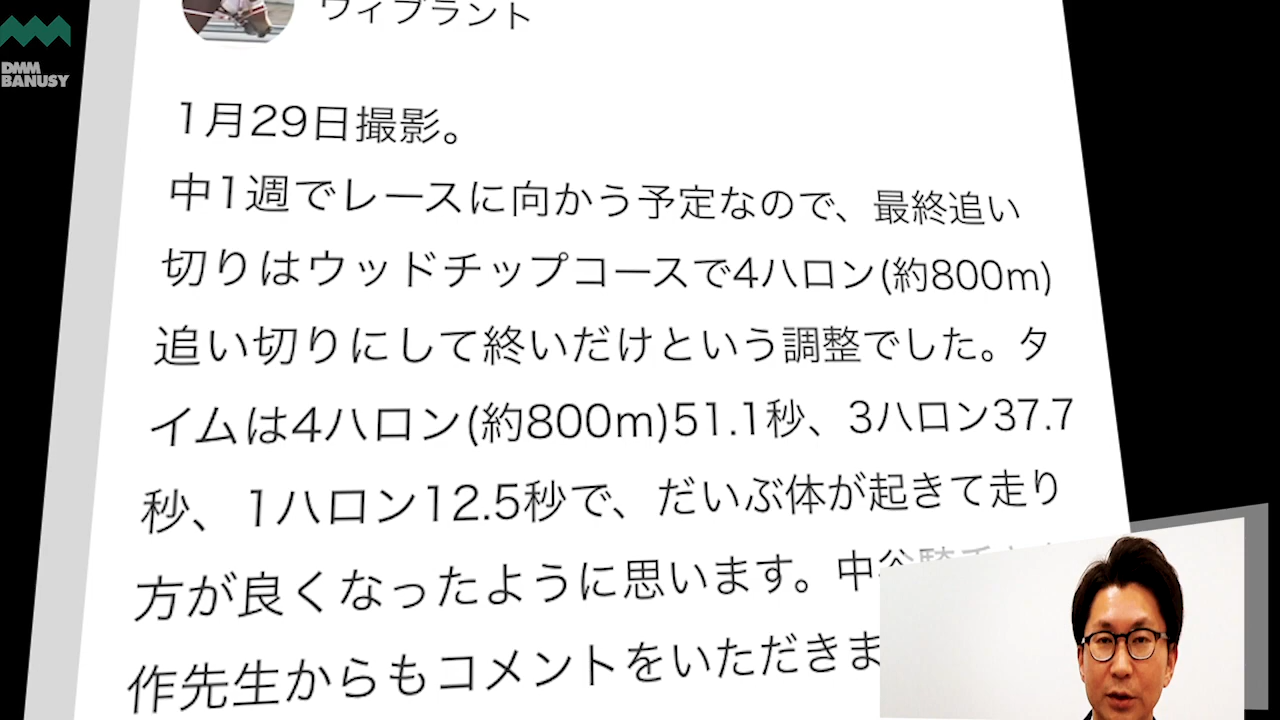 DMM
BANUSY
ヴィブラント
1月29日撮影。
中1週でレースに向かう予定なので、最終追い
切りはウッドチップコースで4ハロン(約800m)
追い切りにして終いだけという調整でした。タ
イムは4ハロン(約800m)51.1秒、3ハロン37.7
秒、1ハロン12.5秒で、だいぶ体が起きて走り
方が良くなったように思います。中谷
作先生からもコメントをいただきま